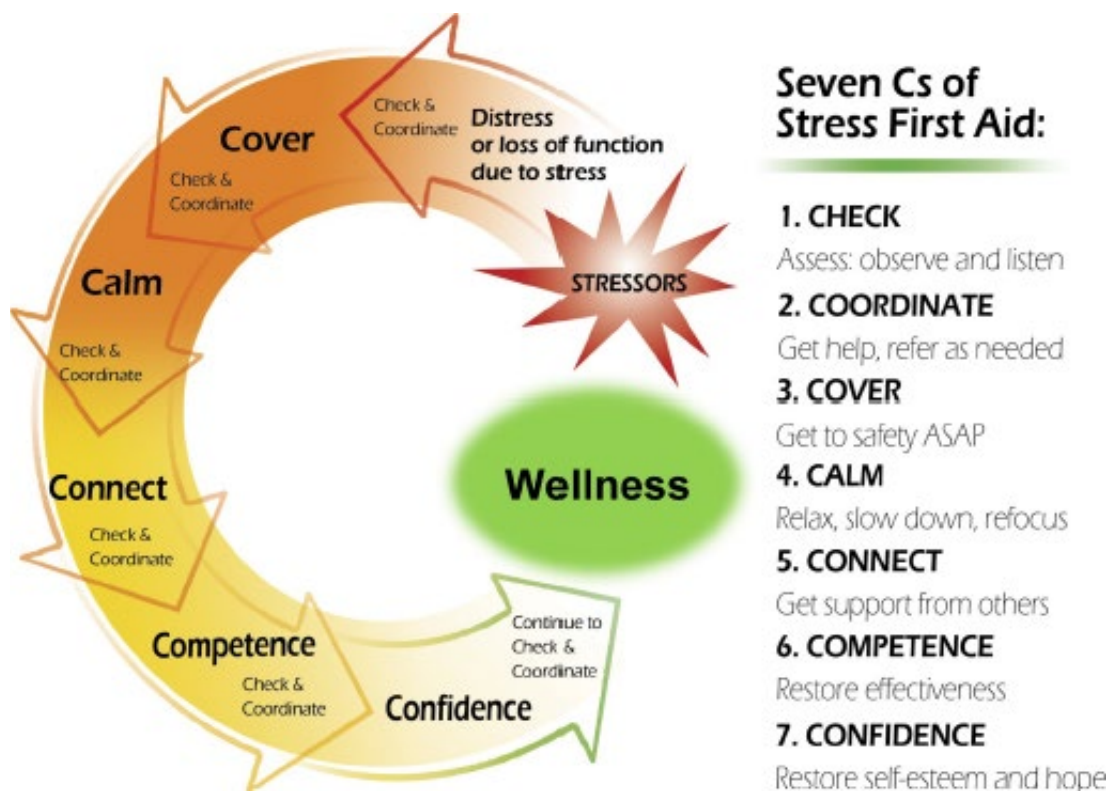 Check &
Coordinate
Distress
or loss of function
due to stress
STRESSORS
Cover
Check &
Coordinate
Calm
Check &
Coordinate
Connect
Check &
Coordinate
Competence
Check &
Coordinate
Confidence
Continue to
Check &
Coordinate
Wellness
Seven Cs of
Stress First Aid:
1. CHECK
Assess: observe and listen
2. COORDINATE
Get help, refer as needed
3. COVER
Get to safety ASAP
4. CALM
Relax, slow down, refocus
5. CONNECT
Get support from others
6. COMPETENCE
Restore effectiveness
7. CONFIDENCE
Restore self-esteem and hope